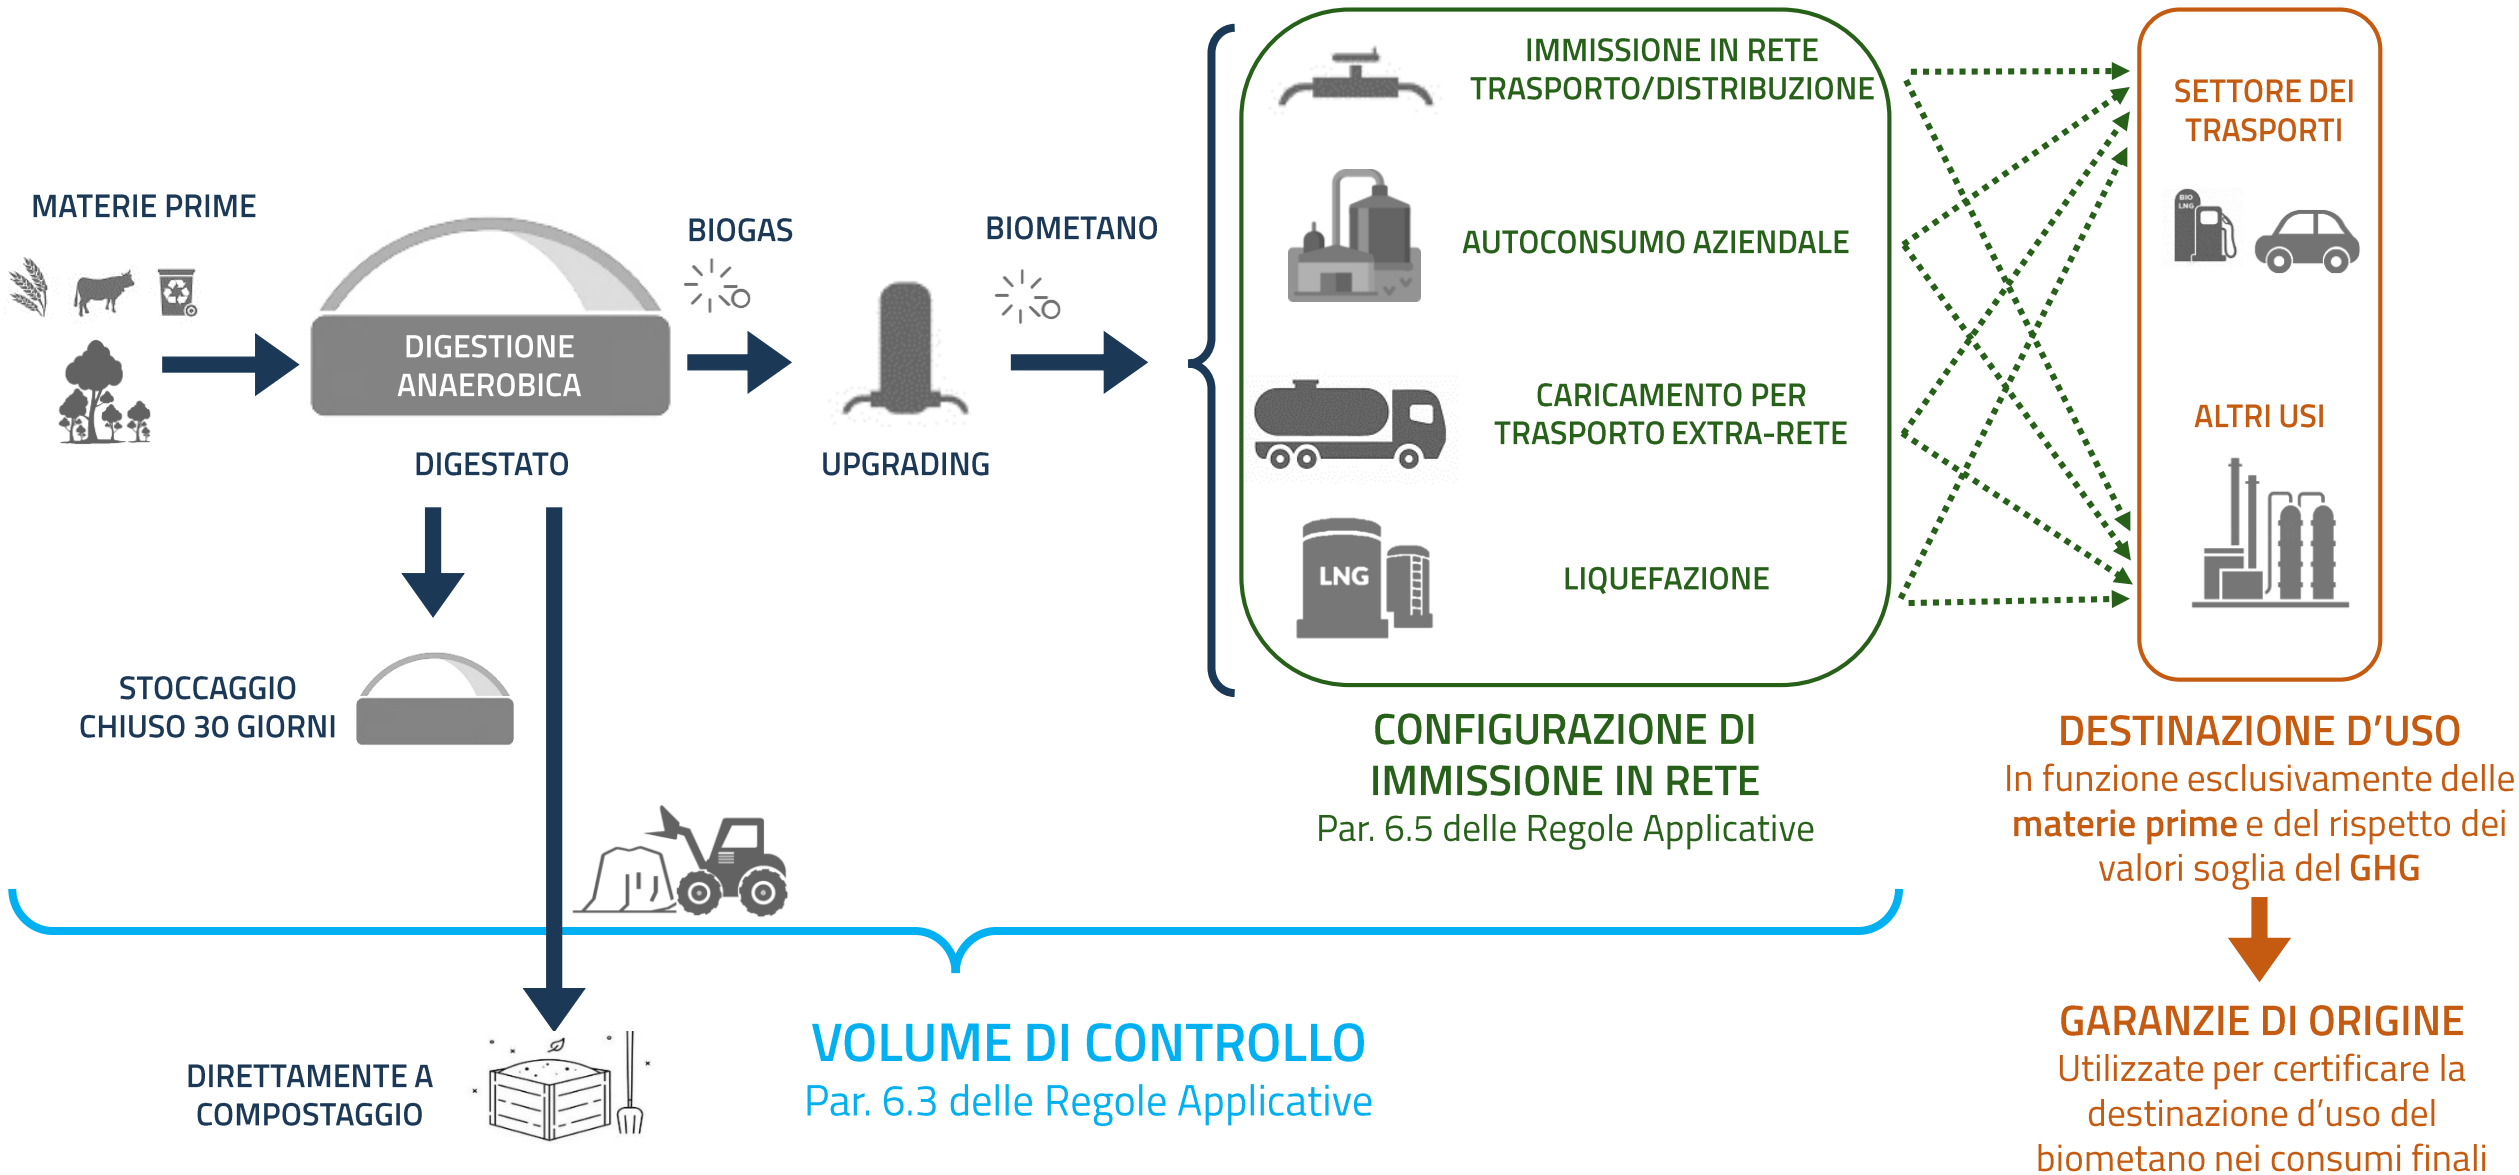 MATERIE PRIME
DIGESTIONE
ANAEROBICA
BIOGAS
UPGRADING
BIOMETANO
DIGESTATO
STOCCAGGIO
CHIUSO 30 GIORNI
DIRETTAMENTE A
COMPOSTAGGIO
IMMISSIONE IN RETE
TRASPORTO/DISTRIBUZIONE
AUTOCONSUMO AZIENDALE
CARICAMENTO PER
TRASPORTO EXTRA-RETE
LNG
LIQUEFAZIONE
CONFIGURAZIONE DI
IMMISSIONE IN RETE
Par. 6.5 delle Regole Applicative
VOLUME DI CONTROLLO
Par. 6.3 delle Regole Applicative
SETTORE DEI
TRASPORTI
BIO
LNG
ALTRI USI
DESTINAZIONE D’USO
In funzione esclusivamente delle
materie prime e del rispetto dei
valori soglia del GHG
GARANZIE DI ORIGINE
Utilizzate per certificare la
destinazione d’uso del
biometano nei consumi finali